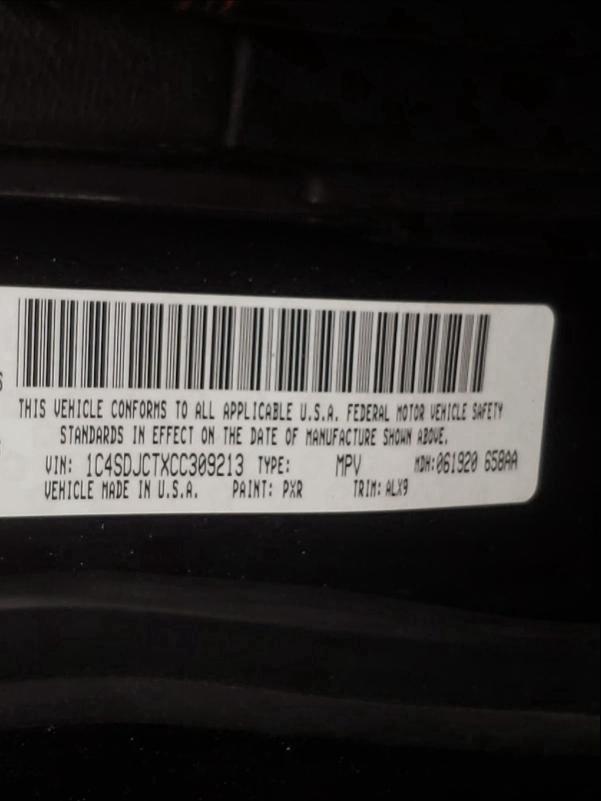 THIS VEHICLE CONFORMS TO ALL APPLICABLE U.S.A. FEDERAL MOTOR VEHICLE SAFETY
STANDARDS IN EFFECT ON THE DATE OF MANUFACTURE SHOWN ABOVE.
VIN: 1C4SDJCTXCC309213 TYPE: MPV MDH:061920 658AA
VEHICLE MADE IN U.S.A. PAINT: PXR TRIM: ALX9